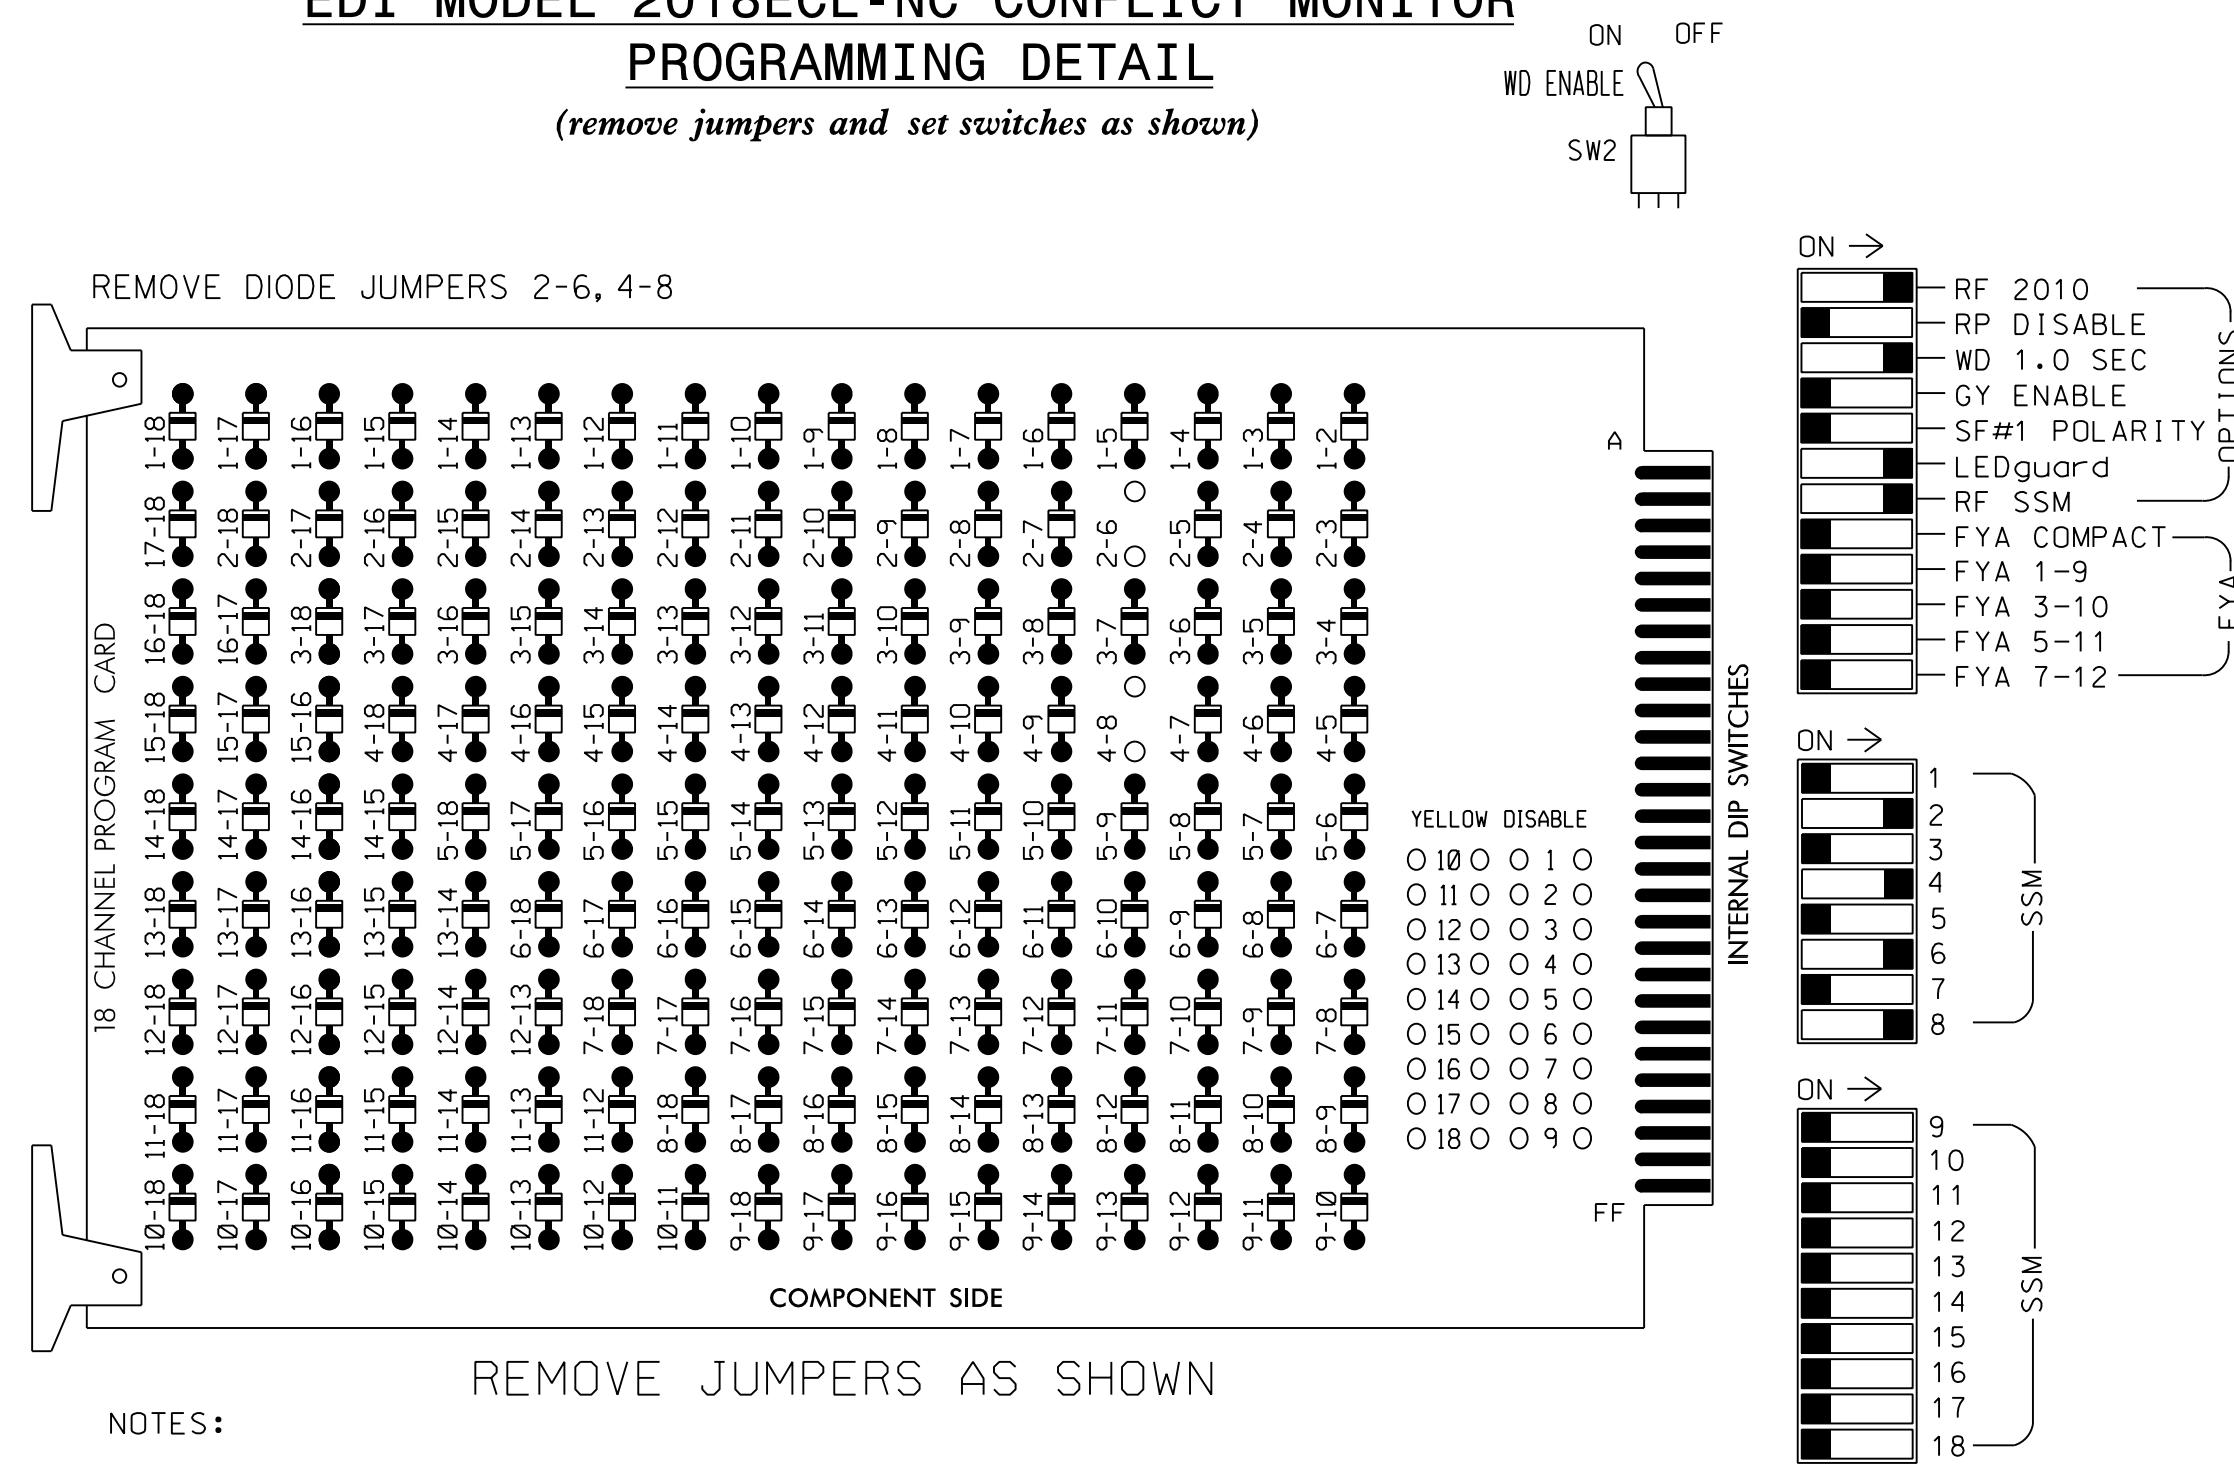 EDI MODEL 2018ECL-NC CONFLICT MONITOR
PROGRAMMING DETAIL
(remove jumpers and set switches as shown)
ON OFF
WD ENABLE
SW2
REMOVE DIODE JUMPERS 2-6, 4-8
18 CHANNEL PROGRAM CARD
1-18 1-17 1-16 1-15 1-14 1-13 1-12 1-11 1-10 1-9 1-8 1-7 1-6 1-5 1-4 1-3 1-2
17-18 2-18 2-17 2-16 2-15 2-14 2-13 2-12 2-11 2-10 2-9 2-8 2-7 2-6 2-5 2-4 2-3
16-18 16-17 3-18 3-17 3-16 3-15 3-14 3-13 3-12 3-11 3-10 3-9 3-8 3-7 3-6 3-5 3-4
15-18 15-17 15-16 4-18 4-17 4-16 4-15 4-14 4-13 4-12 4-11 4-10 4-9 4-8 4-7 4-6 4-5
14-18 14-17 14-16 14-15 5-18 5-17 5-16 5-15 5-14 5-13 5-12 5-11 5-10 5-9 5-8 5-7 5-6
13-18 13-17 13-16 13-15 13-14 6-18 6-17 6-16 6-15 6-14 6-13 6-12 6-11 6-10 6-9 6-8 6-7
12-18 12-17 12-16 12-15 12-14 12-13 7-18 7-17 7-16 7-15 7-14 7-13 7-12 7-11 7-10 7-9 7-8
11-18 11-17 11-16 11-15 11-14 11-13 11-12 8-18 8-17 8-16 8-15 8-14 8-13 8-12 8-11 8-10 8-9
10-18 10-17 10-16 10-15 10-14 10-13 10-12 10-11 9-18 9-17 9-16 9-15 9-14 9-13 9-12 9-11 9-10
A
YELLOW DISABLE
10 1
11 2
12 3
13 4
14 5
15 6
16 7
17 8
18 9
FF
COMPONENT SIDE
REMOVE JUMPERS AS SHOWN
NOTES:
INTERNAL DIP SWITCHES
ON →
RF 2010
RP DISABLE
WD 1.0 SEC
GY ENABLE
SF#1 POLARITY
LEDguard
RF SSM
OPTIONS
FYA COMPACT
FYA 1-9
FYA 3-10
FYA 5-11
FYA 7-12
FYA
ON →
1
2
3
4
5
6
7
8
SSM
ON →
9
10
11
12
13
14
15
16
17
18
SSM